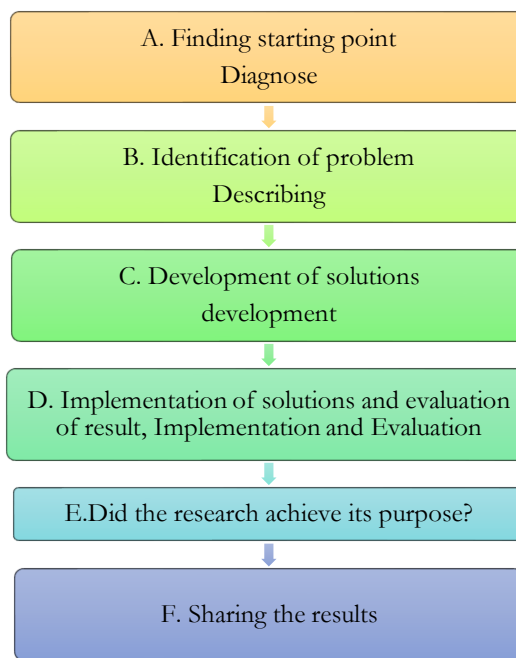 A. Finding starting point
Diagnose
B. Identification of problem
Describing
C. Development of solutions
development
D. Implementation of solutions and evaluation
of result, Implementation and Evaluation
E.Did the research achieve its purpose?
F. Sharing the results